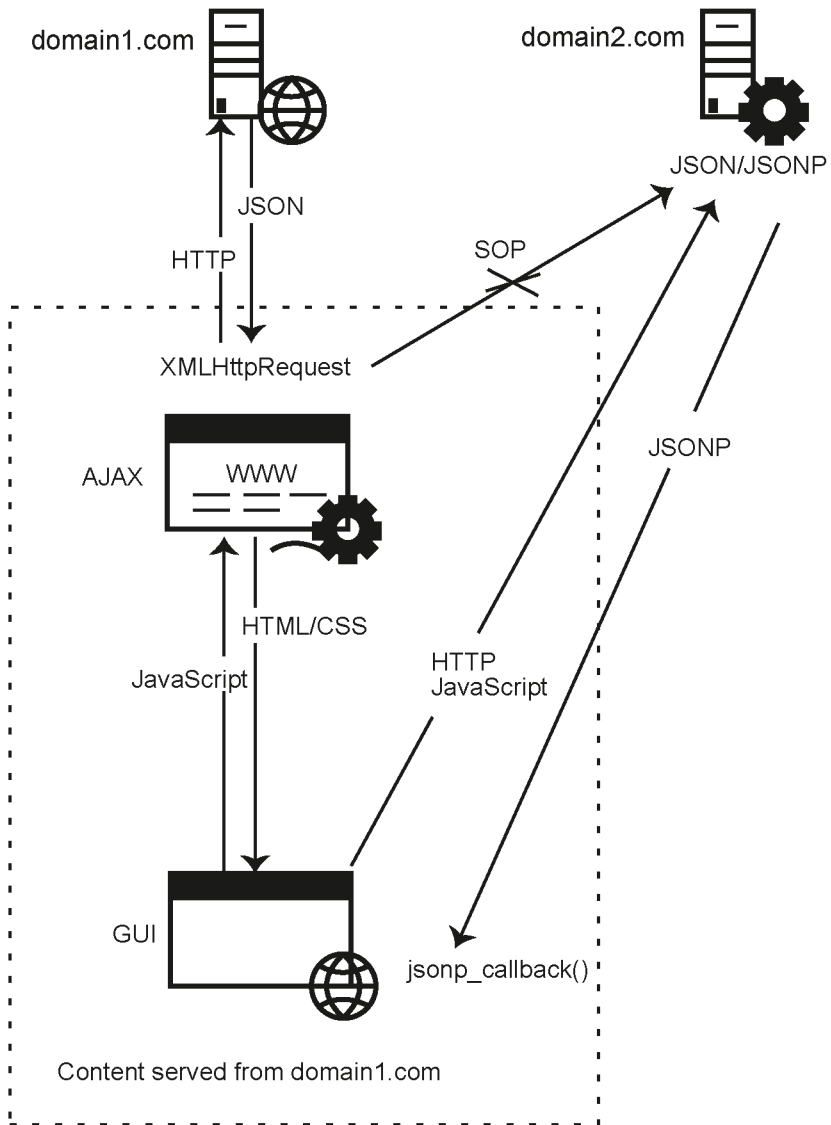 domain1.com
domain2.com
JSON/JSONP
JSON
HTTP
SOP
XMLHttpRequest
AJAX
WWW
JSONP
HTML/CSS
JavaScript
HTTP
JavaScript
GUI
jsonp_callback()
Content served from domain1.com